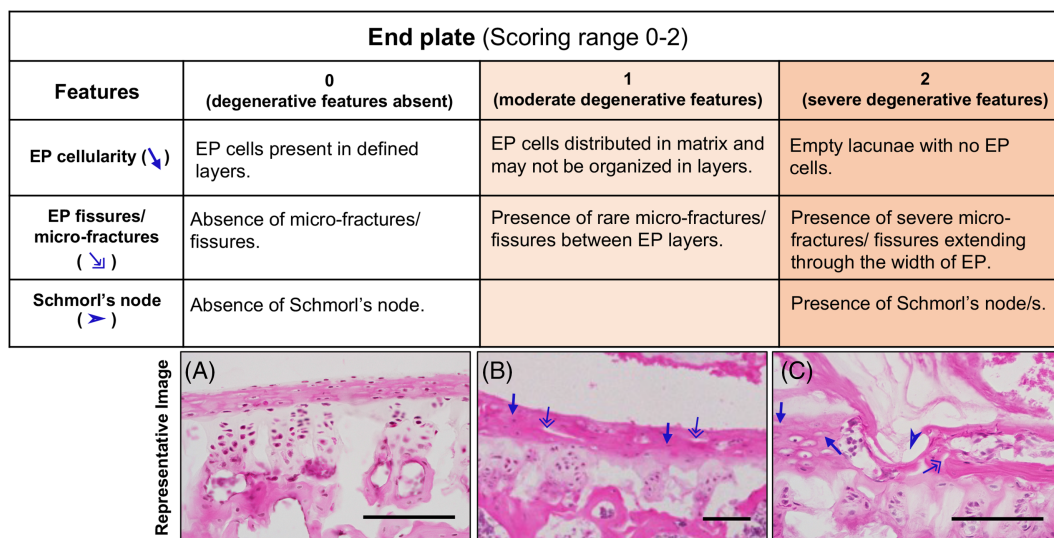 End plate (Scoring range 0-2)
Features
0
(degenerative features absent)
1
(moderate degenerative features)
2
(severe degenerative features)
EP cellularity ( )
EP cells present in defined
layers.
EP cells distributed in matrix and
may not be organized in layers.
Empty lacunae with no EP
cells.
EP fissures/
micro-fractures
( )
Absence of micro-fractures/
fissures.
Presence of rare micro-fractures/
fissures between EP layers.
Presence of severe micro-
fractures/ fissures extending
through the width of EP.
Schmorl’s node
( )
Absence of Schmorl’s node.
Presence of Schmorl’s node/s.
Representative Image
(A)
(B)
(C)